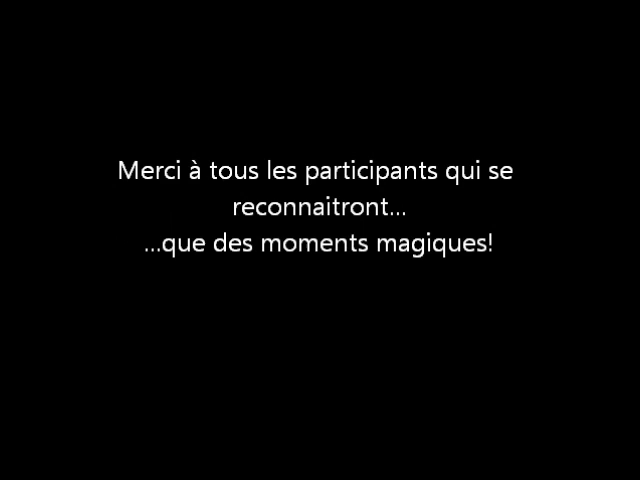 Merci à tous les participants qui se
reconnaitront...
...que des moments magiques!